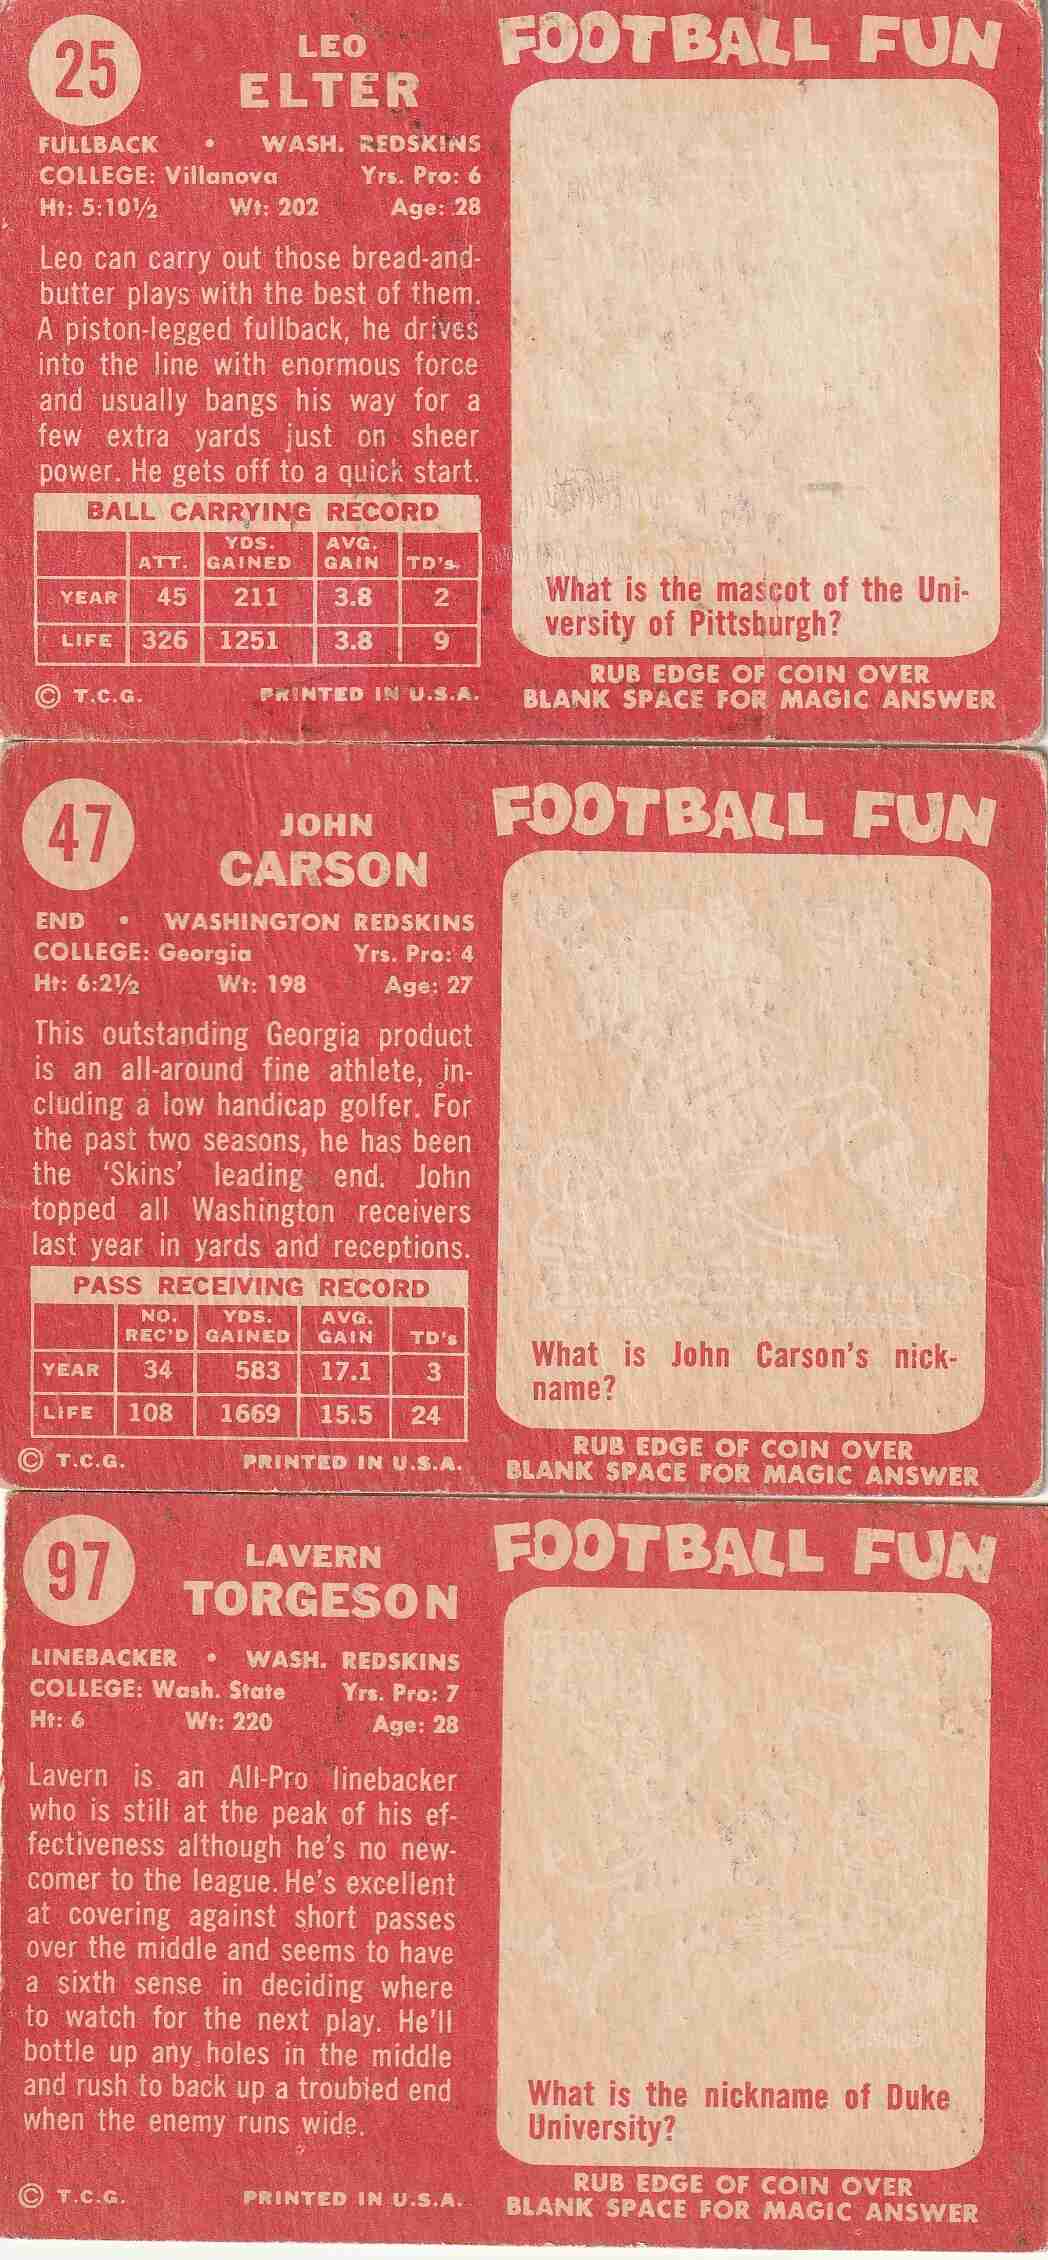 25
LEO
ELTER
FULLBACK • WASH. REDSKINS
COLLEGE: Villanova Yrs. Pro: 6
Ht: 5:10½ Wt: 202 Age: 28
Leo can carry out those bread-and-
butter plays with the best of them.
A piston-legged fullback, he drives
into the line with enormous force
and usually bangs his way for a
few extra yards just on sheer
power. He gets off to a quick start.
BALL CARRYING RECORD
ATT. YDS. GAINED AVG. GAIN TD's
YEAR 45 211 3.8 2
LIFE 326 1251 3.8 9
© T.C.G. PRINTED IN U.S.A.
FOOTBALL FUN
What is the mascot of the Uni-
versity of Pittsburgh?
RUB EDGE OF COIN OVER
BLANK SPACE FOR MAGIC ANSWER
47
JOHN
CARSON
END • WASHINGTON REDSKINS
COLLEGE: Georgia Yrs. Pro: 4
Ht: 6:2½ Wt: 198 Age: 27
This outstanding Georgia product
is an all-around fine athlete, in-
cluding a low handicap golfer. For
the past two seasons, he has been
the 'Skins' leading end. John
topped all Washington receivers
last year in yards and receptions.
PASS RECEIVING RECORD
NO. REC'D YDS. GAINED AVG. GAIN TD's
YEAR 34 583 17.1 3
LIFE 108 1669 15.5 24
© T.C.G. PRINTED IN U.S.A.
FOOTBALL FUN
What is John Carson's nick-
name?
RUB EDGE OF COIN OVER
BLANK SPACE FOR MAGIC ANSWER
97
LAVERN
TORGESON
LINEBACKER • WASH. REDSKINS
COLLEGE: Wash. State Yrs. Pro: 7
Ht: 6 Wt: 220 Age: 28
Lavern is an All-Pro linebacker
who is still at the peak of his ef-
fectiveness although he's no new-
comer to the league. He's excellent
at covering against short passes
over the middle and seems to have
a sixth sense in deciding where
to watch for the next play. He'll
bottle up any holes in the middle
and rush to back up a troubled end
when the enemy runs wide.
© T.C.G. PRINTED IN U.S.A.
FOOTBALL FUN
What is the nickname of Duke
University?
RUB EDGE OF COIN OVER
BLANK SPACE FOR MAGIC ANSWER